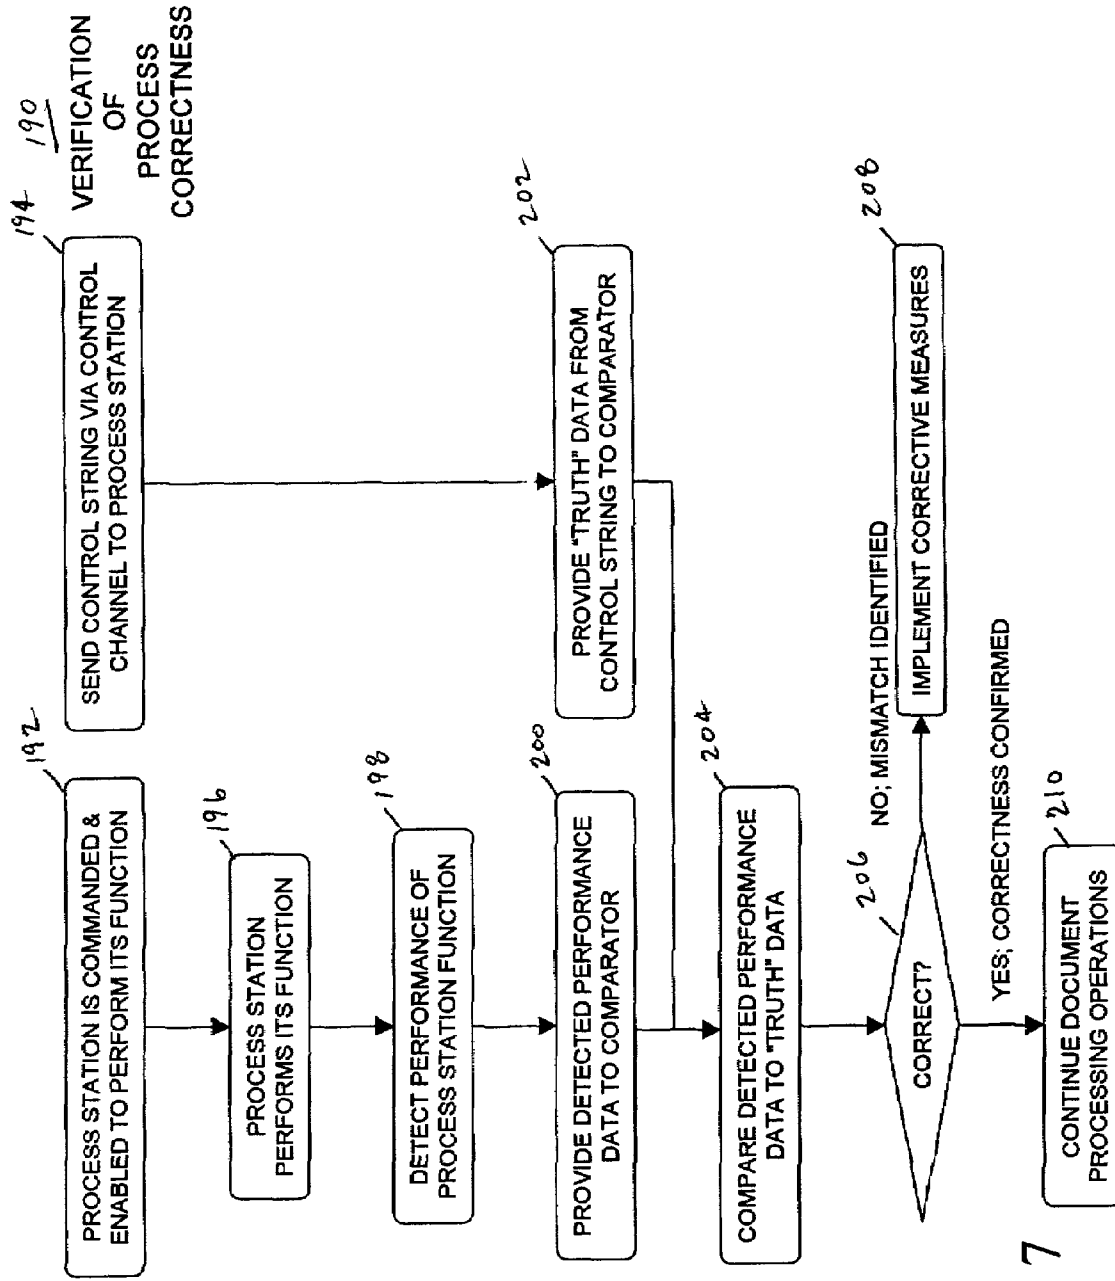 190
VERIFICATION
OF
PROCESS
CORRECTNESS
192
PROCESS STATION IS COMMANDED &
ENABLED TO PERFORM ITS FUNCTION
194
SEND CONTROL STRING VIA CONTROL
CHANNEL TO PROCESS STATION
196
PROCESS STATION
PERFORMS ITS FUNCTION
198
DETECT PERFORMANCE OF
PROCESS STATION FUNCTION
200
PROVIDE DETECTED PERFORMANCE
DATA TO COMPARATOR
202
PROVIDE "TRUTH" DATA FROM
CONTROL STRING TO COMPARATOR
204
COMPARE DETECTED PERFORMANCE
DATA TO "TRUTH" DATA
206
CORRECT?
NO; MISMATCH IDENTIFIED
208
IMPLEMENT CORRECTIVE MEASURES
YES; CORRECTNESS CONFIRMED
210
CONTINUE DOCUMENT
PROCESSING OPERATIONS
7